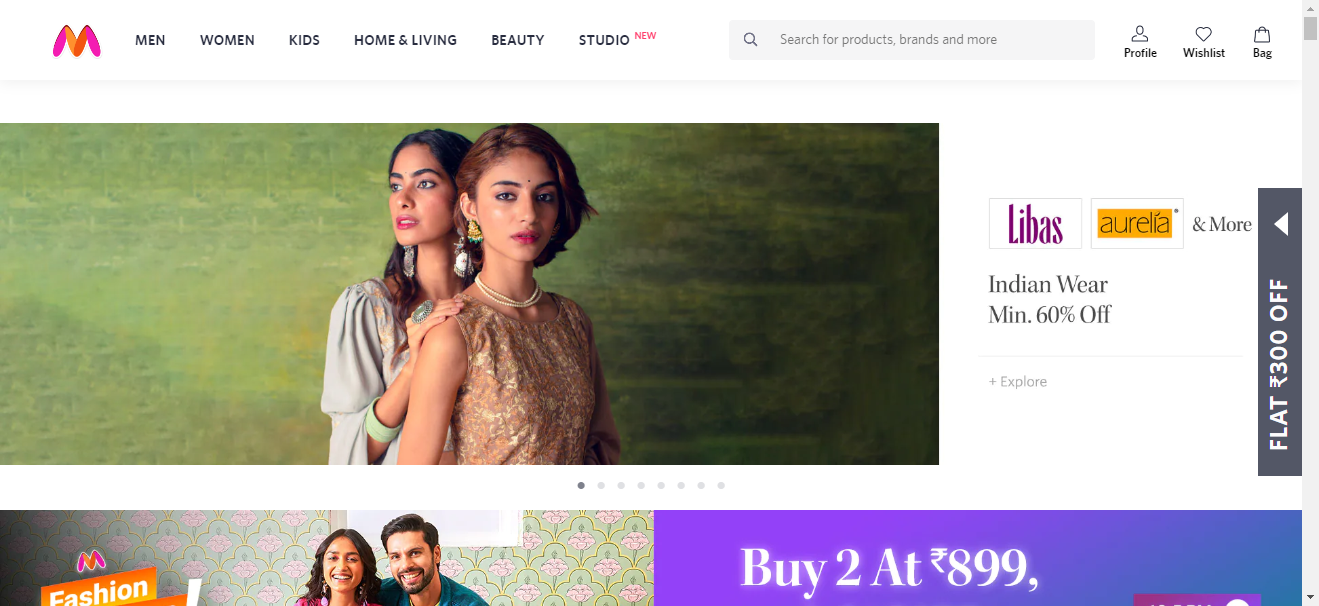 MEN WOMEN KIDS HOME & LIVING BEAUTY STUDIO NEW
Search for products, brands and more
Profile Wishlist Bag
Libas aurelia & More
Indian Wear
Min. 60% Off
+ Explore
FLAT ₹300 OFF
Fashion
Buy 2 At ₹899,